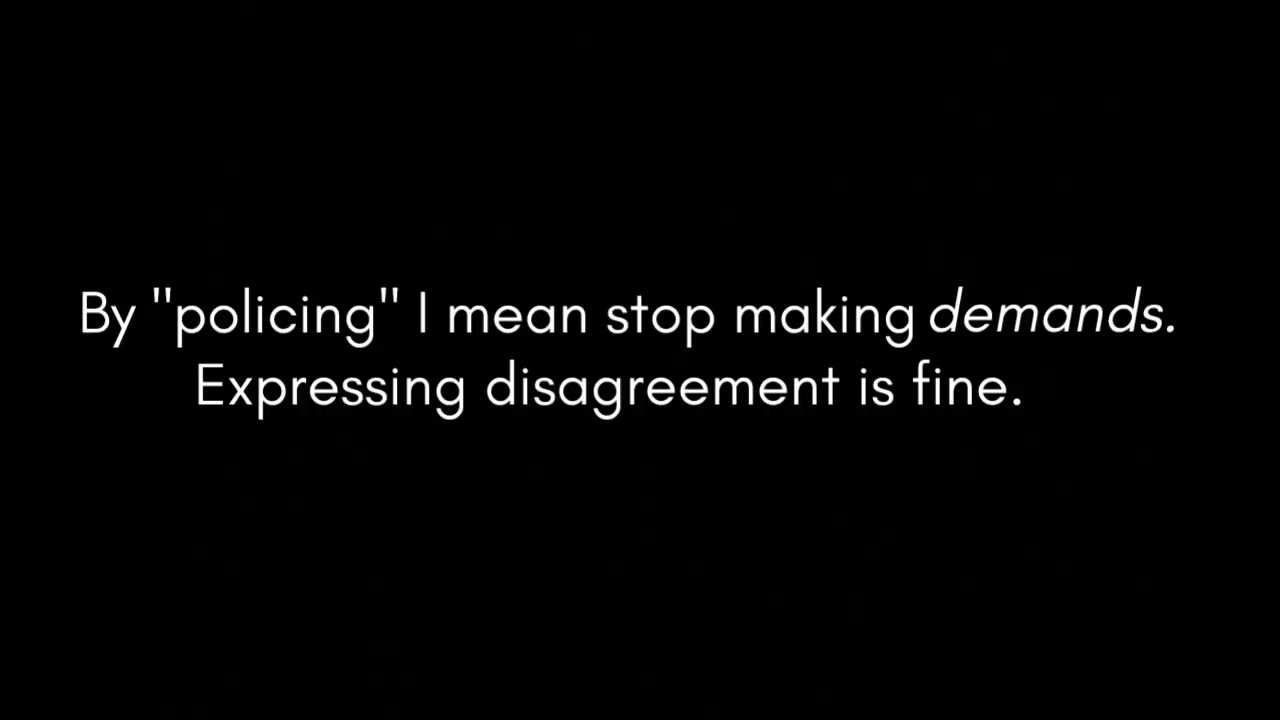 By "policing" I mean stop making demands.
Expressing disagreement is fine.